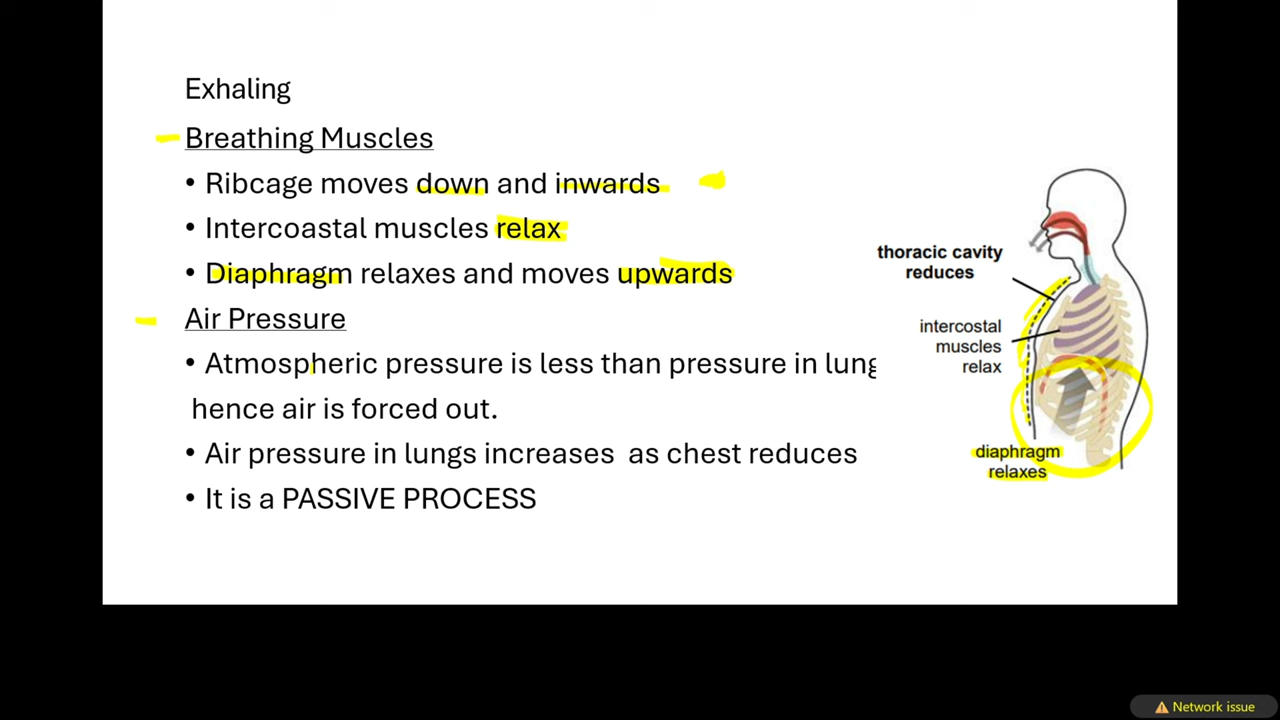 Exhaling
Breathing Muscles
• Ribcage moves down and inwards
• Intercoastal muscles relax
• Diaphragm relaxes and moves upwards
Air Pressure
• Atmospheric pressure is less than pressure in lung
hence air is forced out.
• Air pressure in lungs increases as chest reduces
• It is a PASSIVE PROCESS
thoracic cavity
reduces
intercostal
muscles
relax
diaphragm
relaxes
Network issue